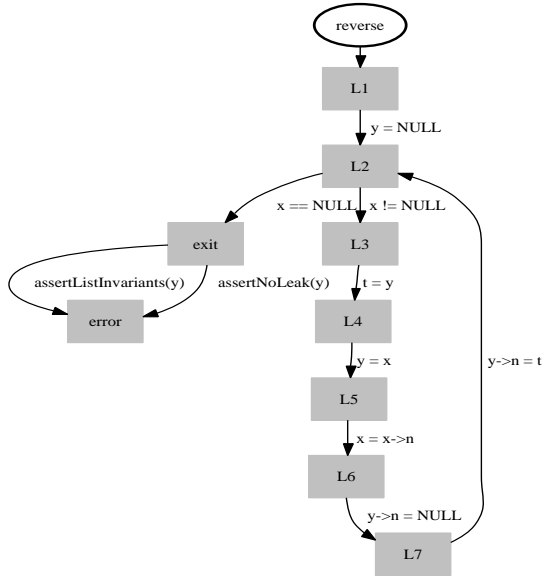 reverse
L1
y = NULL
L2
x == NULL x != NULL
exit
L3
assertListInvariants(y) assertNoLeak(y) t = y
error
L4
y = x
y->n = t
L5
x = x->n
L6
y->n = NULL
L7